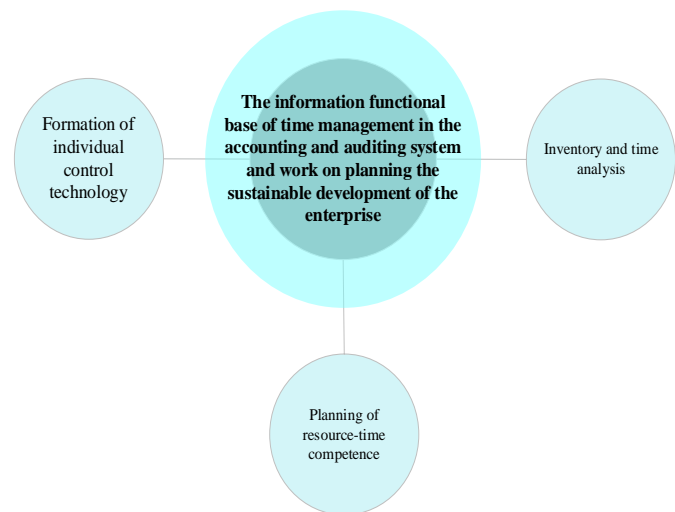 The information functional
base of time management in the
accounting and auditing system
and work on planning the
sustainable development of the
enterprise
Formation of
individual
control
technology
Inventory and time
analysis
Planning of
resource-time
competence